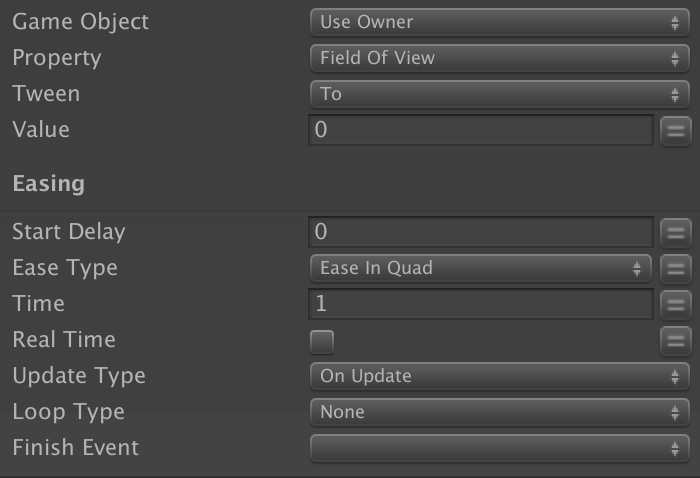 Game Object Use Owner
Property Field Of View
Tween To
Value 0
Easing
Start Delay 0
Ease Type Ease In Quad
Time 1
Real Time
Update Type On Update
Loop Type None
Finish Event